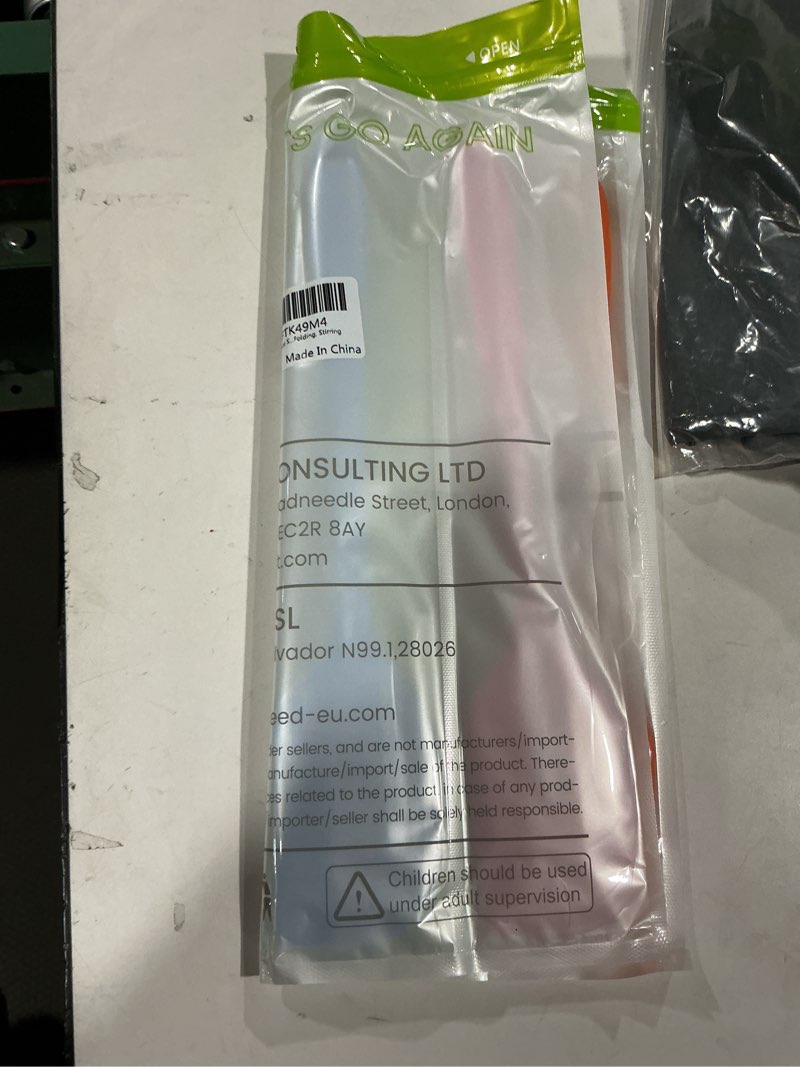 OPEN
'S GO AGAIN
TK49M4
Folding, Stirring
Made In China
ONSULTING LTD
adneedle Street, London,
EC2R 8AY
t.com
SL
vador N99.1,28026
eed-eu.com
er sellers, and are not manufacturers/import-
anufacture/import/sale of the product. There-
es related to the product in case of any prod-
importer/seller shall be solely held responsible.
Children should be used
under adult supervision